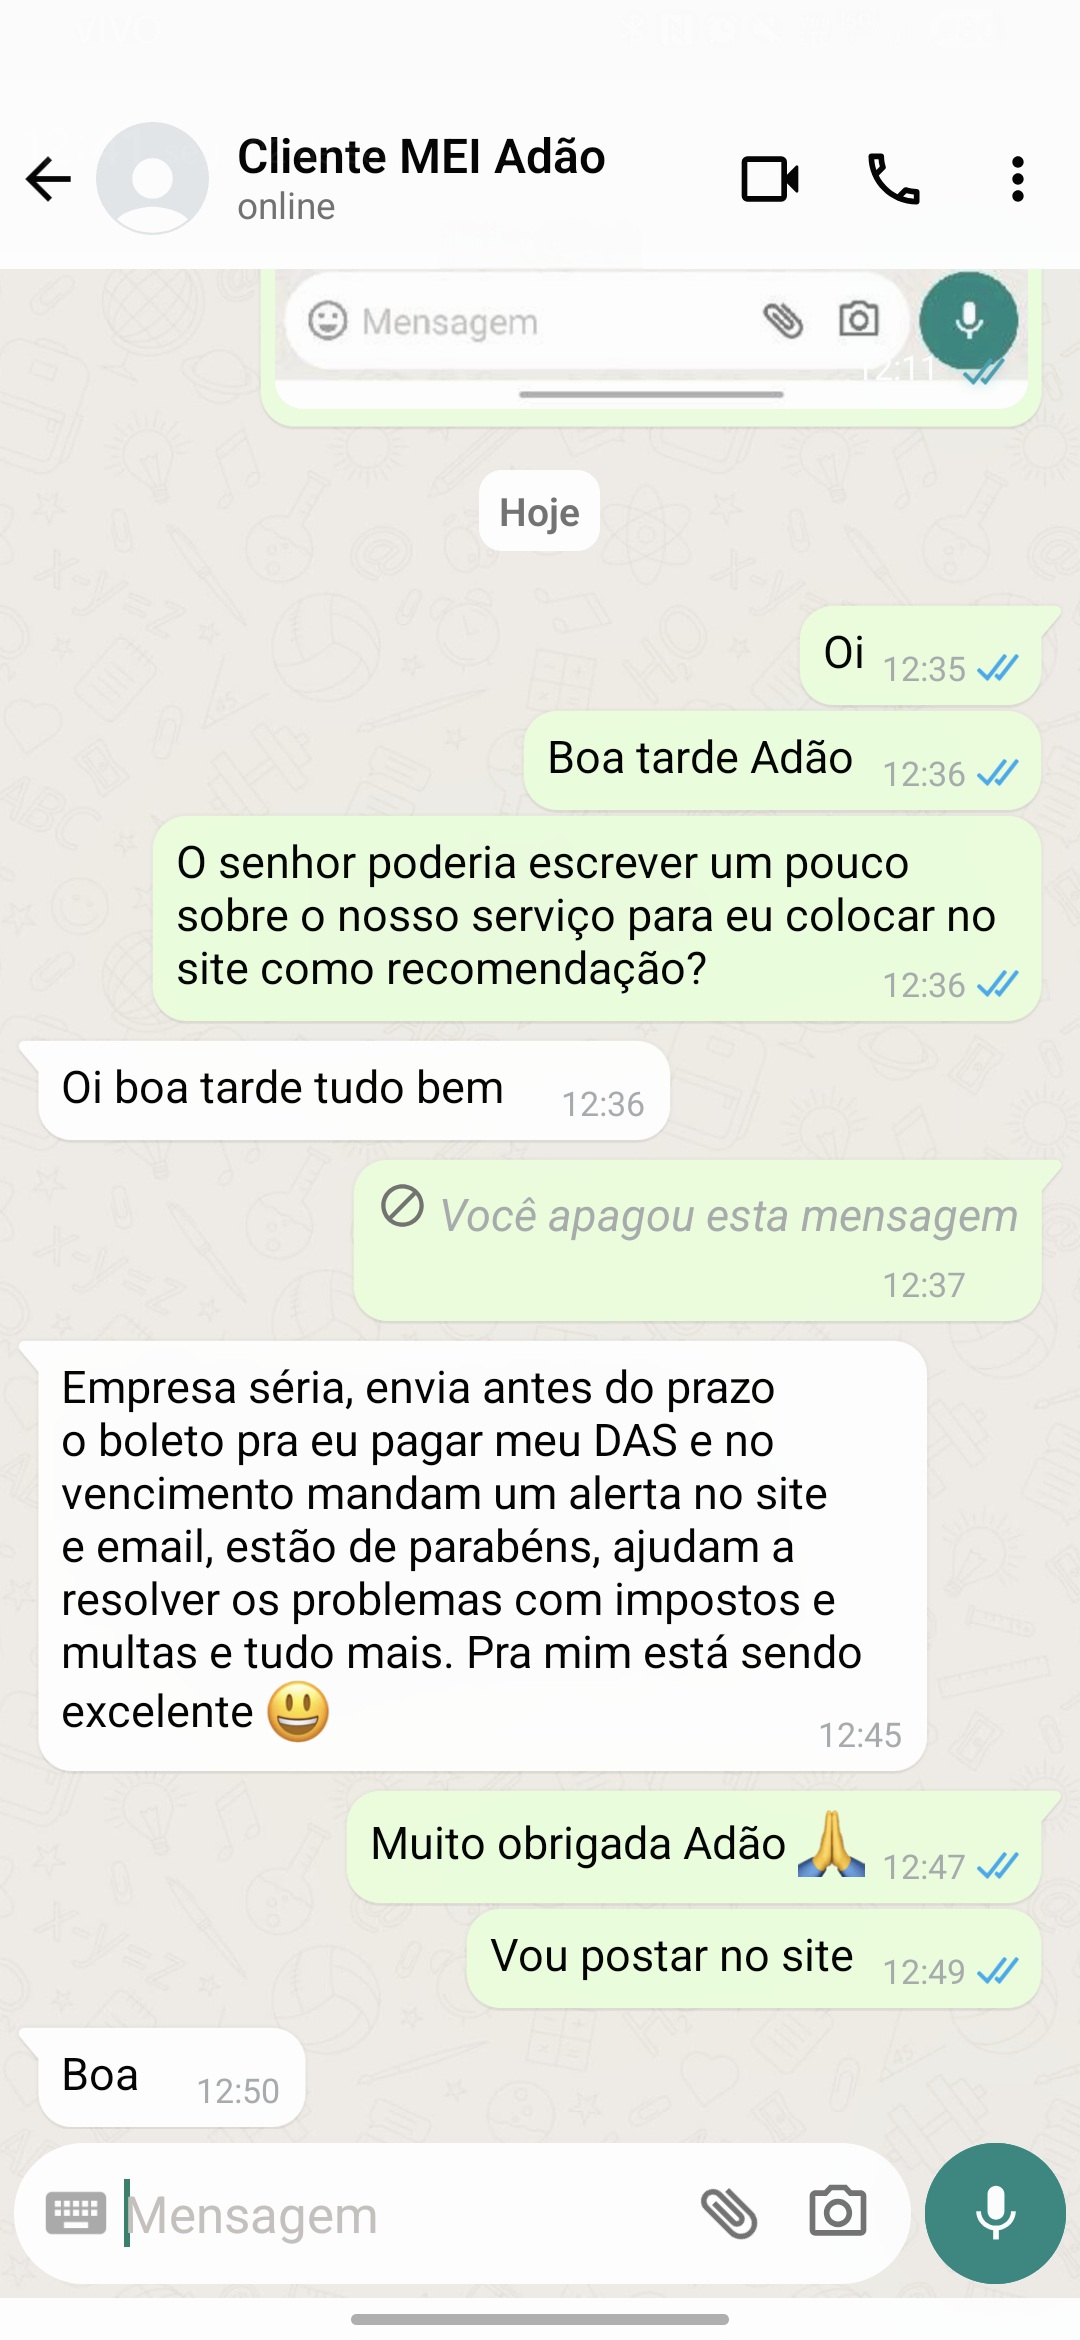 Cliente MEI Adão
online
Mensagem
12:11
Hoje
Oi 12:35
Boa tarde Adão 12:36
O senhor poderia escrever um pouco
sobre o nosso serviço para eu colocar no
site como recomendação? 12:36
Oi boa tarde tudo bem 12:36
Você apagou esta mensagem
12:37
Empresa séria, envia antes do prazo
o boleto pra eu pagar meu DAS e no
vencimento mandam um alerta no site
e email, estão de parabéns, ajudam a
resolver os problemas com impostos e
multas e tudo mais. Pra mim está sendo
excelente 😃 12:45
Muito obrigada Adão 🙏 12:47
Vou postar no site 12:49
Boa 12:50
Mensagem